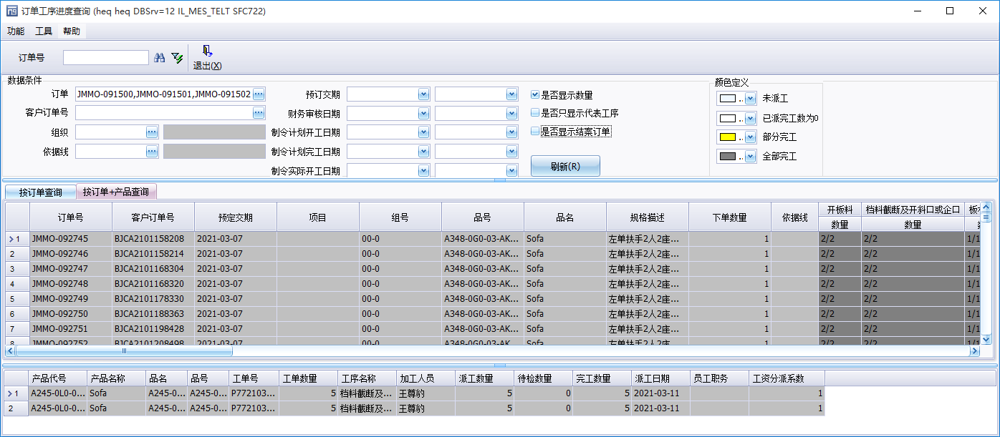 订单工序进度查询 (heq heq DBSrv=12 IL_MES_TELT SFC722)
功能 工具 帮助
订单号 退出(X)
数据条件
订单 JMMO-091500,JMMO-091501,JMMO-091502 ...
客户订单号 ...
组织 ...
依据线 ...
预订交期
财务审核日期
制令计划开工日期
制令计划完工日期
制令实际开工日期
是否显示数量
是否只显示代表工序
是否显示结案订单
刷新(R)
颜色定义
.. 未派工
.. 已派完工数为0
.. 部分完工
.. 全部完工
按订单查询 按订单+产品查询
订单号 客户订单号 预定交期 项目 组号 品号 品名 规格描述 下单数量 依据线 开板料 档料截断及开斜口或企口
数量 数量
1 JMMO-092745 BJCA2101158208 2021-03-07 00-0 A348-0G0-03-AK... Sofa 左单扶手2人2座... 1 2/2 2/2 1/1
2 JMMO-092746 BJCA2101158214 2021-03-07 00-0 A348-0G0-03-AK... Sofa 左单扶手2人2座... 1 2/2 2/2 1/1
3 JMMO-092747 BJCA2101168304 2021-03-07 00-0 A348-0G0-03-AK... Sofa 左单扶手2人2座... 1 2/2 2/2 1/1
4 JMMO-092748 BJCA2101168320 2021-03-07 00-0 A348-0G0-03-AK... Sofa 左单扶手2人2座... 1 2/2 2/2 1/1
5 JMMO-092749 BJCA2101178330 2021-03-07 00-0 A348-0G0-03-AK... Sofa 左单扶手2人2座... 1 2/2 2/2 1/1
6 JMMO-092750 BJCA2101188363 2021-03-07 00-0 A348-0G0-03-AK... Sofa 左单扶手2人2座... 1 2/2 2/2 1/1
7 JMMO-092751 BJCA2101198428 2021-03-07 00-0 A348-0G0-03-AK... Sofa 左单扶手2人2座... 1 2/2 2/2 1/1
8 JMMO-092752 BJCA2101208498 2021-03-07 00-0 A348-0G0-03-AK... Sofa 左单扶手2人2座... 1 2/2 2/2 1/1
产品代号 产品名称 品名 品号 工单号 工单数量 工序名称 加工人员 派工数量 待检数量 完工数量 派工日期 员工职务 工资分派系数
1 A245-0L0-0... Sofa A245-0... A245-0... P772103... 5 档料截断及... 王尊豹 5 0 5 2021-03-11 1
2 A245-0L0-0... Sofa A245-0... A245-0... P772103... 5 档料截断及... 王尊豹 5 0 5 2021-03-11 1